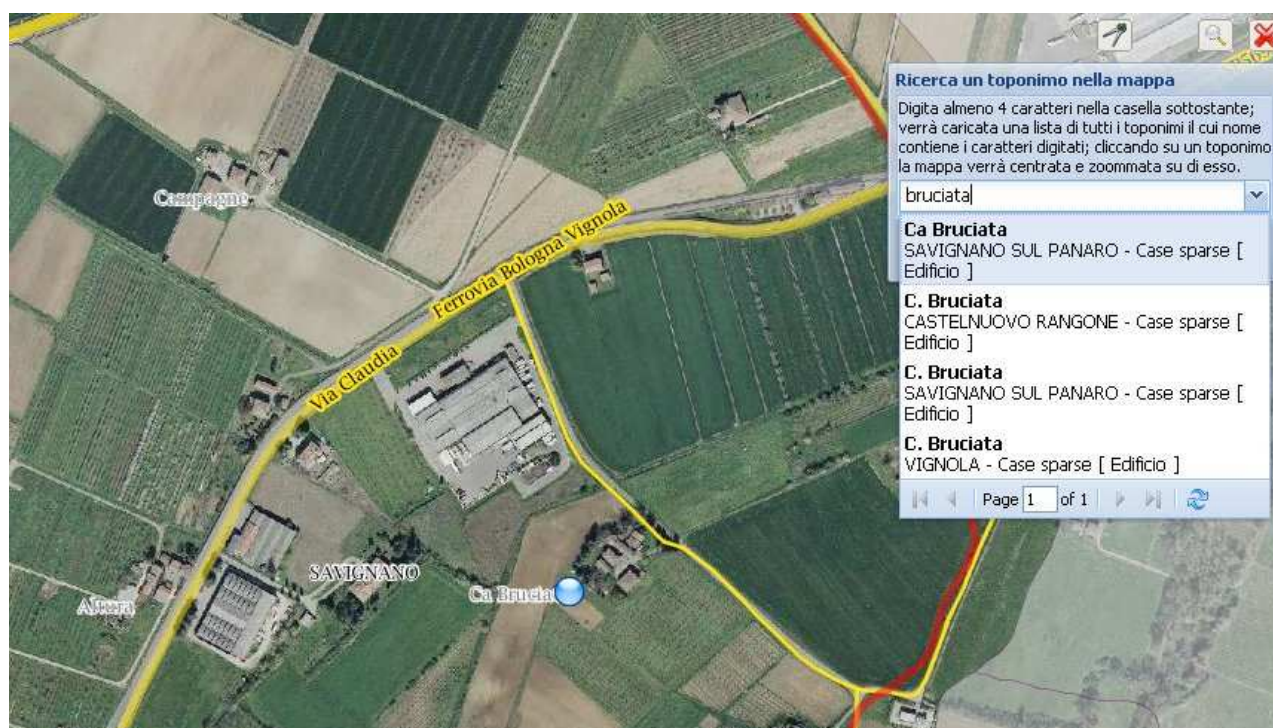 Ricerca un toponimo nella mappa
Digita almeno 4 caratteri nella casella sottostante;
verrà caricata una lista di tutti i toponimi il cui nome
contiene i caratteri digitati; cliccando su un toponimo
la mappa verrà centrata e zoommata su di esso.
bruciata
Ca Bruciata
SAVIGNANO SUL PANARO - Case sparse [
Edificio ]
C. Bruciata
CASTELNUOVO RANGONE - Case sparse [
Edificio ]
C. Bruciata
SAVIGNANO SUL PANARO - Case sparse [
Edificio ]
C. Bruciata
VIGNOLA - Case sparse [ Edificio ]
Page 1 of 1
Campagne
Ferrovia Bologna Vignola
Via Claudia
SAVIGNANO
Ca Brucia
Altura